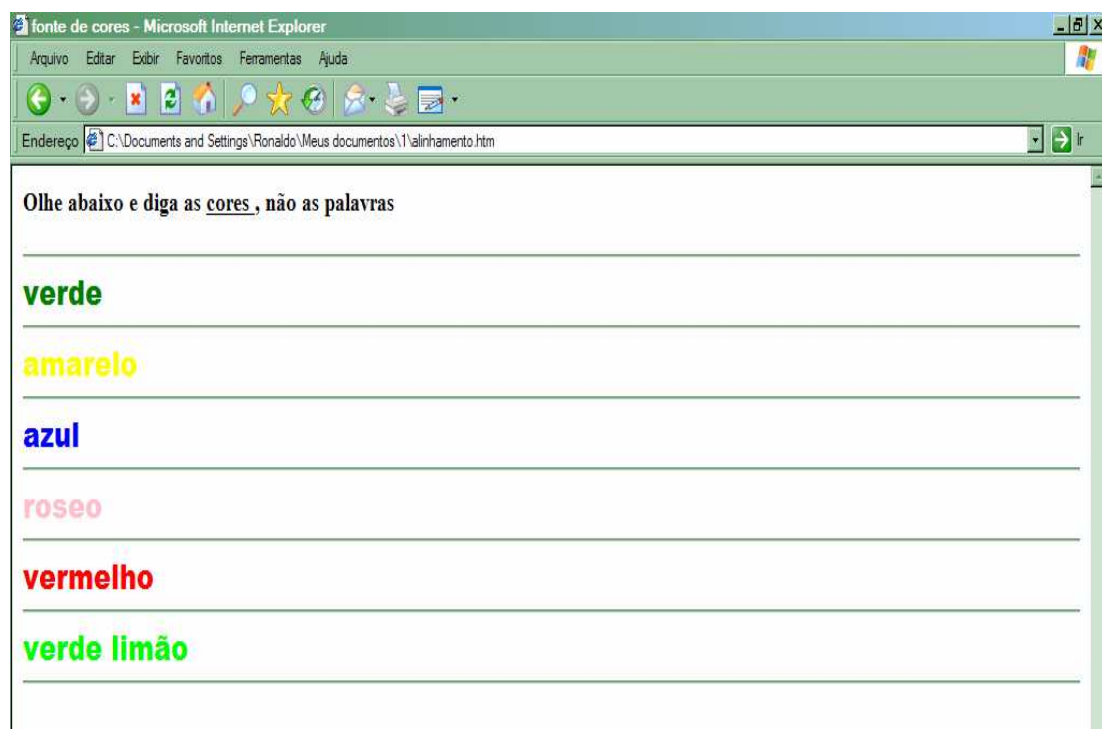 fonte de cores - Microsoft Internet Explorer
Arquivo Editar Exibir Favoritos Ferramentas Ajuda
Endereço C:\Documents and Settings\Ronaldo\Meus documentos\1\alinhamento.htm Ir
Olhe abaixo e diga as cores , não as palavras
verde
amarelo
azul
roseo
vermelho
verde limão